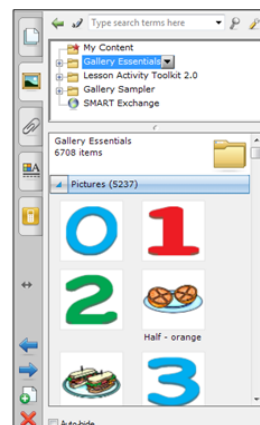 Type search terms here
My Content
Gallery Essentials
Lesson Activity Toolkit 2.0
Gallery Sampler
SMART Exchange
Gallery Essentials
6708 items
Pictures (5237)
0 1
2
Half - orange
3
Auto-hide